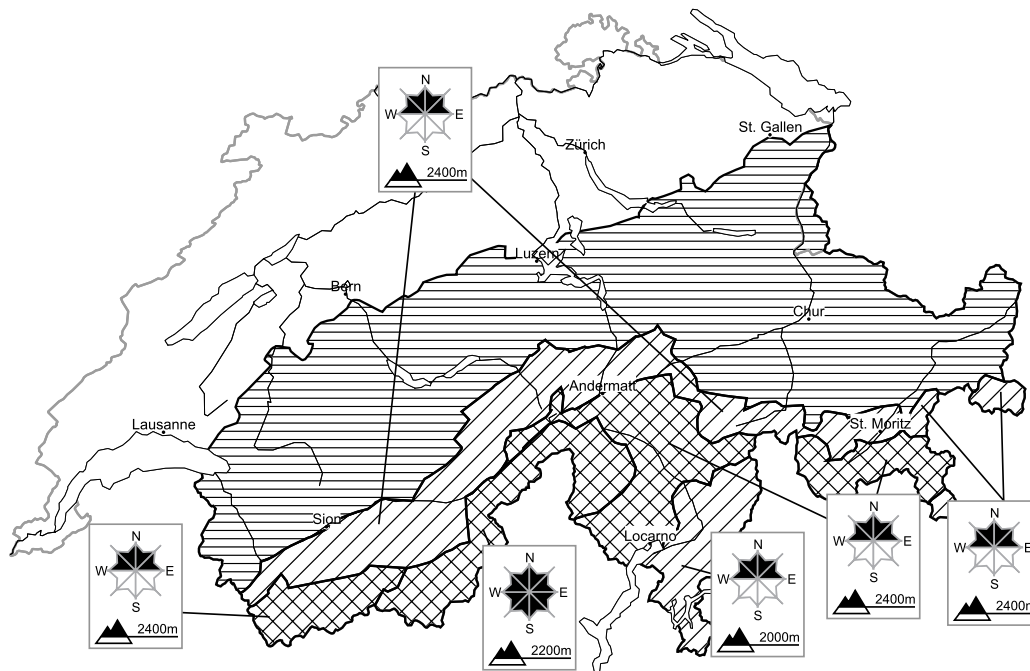 N
W E
S
2400m
St. Gallen
Zürich
Luzern
Bern
Chur
Andermatt
Lausanne
St. Moritz
Sion
Locarno
N
W E
S
2400m
N
W E
S
2200m
N
W E
S
2000m
N
W E
S
2400m
N
W E
S
2400m